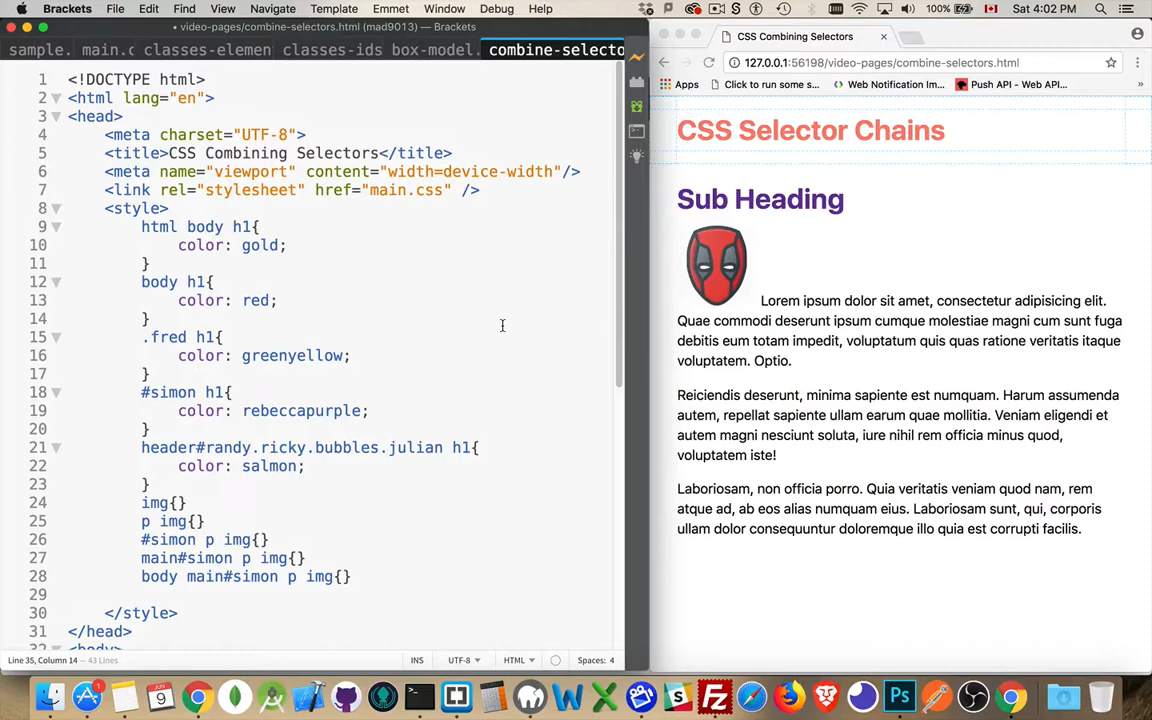 Brackets File Edit Find View Navigate Template Emmet Window Debug Help
100% Sat 4:02 PM
• video-pages/combine-selectors.html (mad9013) — Brackets
sample. main.c classes-elemen classes-ids box-model. combine-selecto
1 <!DOCTYPE html>
2 <html lang="en">
3 <head>
4 <meta charset="UTF-8">
5 <title>CSS Combining Selectors</title>
6 <meta name="viewport" content="width=device-width"/>
7 <link rel="stylesheet" href="main.css" />
8 <style>
9 html body h1{
10 color: gold;
11 }
12 body h1{
13 color: red;
14 }
15 .fred h1{
16 color: greenyellow;
17 }
18 #simon h1{
19 color: rebeccapurple;
20 }
21 header#randy.ricky.bubbles.julian h1{
22 color: salmon;
23 }
24 img{}
25 p img{}
26 #simon p img{}
27 main#simon p img{}
28 body main#simon p img{}
29
30 </style>
31 </head>
32 <body>
Line 35, Column 14 — 43 Lines
INS UTF-8 HTML Spaces: 4
CSS Combining Selectors
127.0.0.1:56198/video-pages/combine-selectors.html
Apps Click to run some s... Web Notification Im... Push API - Web API... »
CSS Selector Chains
Sub Heading
Lorem ipsum dolor sit amet, consectetur adipisicing elit.
Quae commodi deserunt ipsum cumque molestiae magni cum sunt fuga
debitis eum totam impedit, voluptatum quis quas ratione veritatis itaque
voluptatem. Optio.
Reiciendis deserunt, minima sapiente est numquam. Harum assumenda
autem, repellat sapiente ullam earum quae mollitia. Veniam eligendi et
autem magni nesciunt soluta, iure nihil rem officia minus quod,
voluptatem iste!
Laboriosam, non officia porro. Quia veritatis veniam quod nam, rem
atque ad, ab eos alias numquam eius. Laboriosam sunt, qui, corporis
ullam dolor consequuntur doloremque illo quia est corrupti facilis.